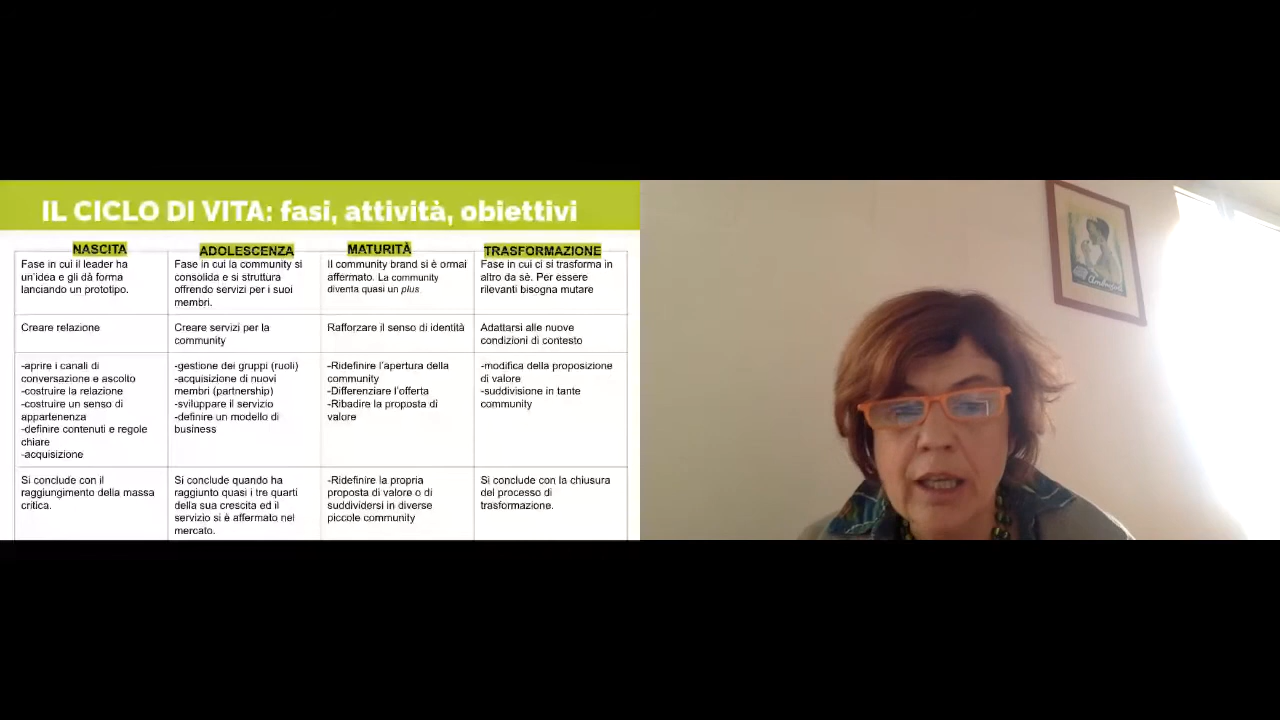 IL CICLO DI VITA: fasi, attività, obiettivi
NASCITA
Fase in cui il leader ha
un'idea e gli dà forma
lanciando un prototipo.
Creare relazione
-aprire i canali di
conversazione e ascolto
-costruire la relazione
-costruire un senso di
appartenenza
-definire contenuti e regole
chiare
-acquisizione
Si conclude con il
raggiungimento della massa
critica.
ADOLESCENZA
Fase in cui la community si
consolida e si struttura
offrendo servizi per i suoi
membri.
Creare servizi per la
community
-gestione dei gruppi (ruoli)
-acquisizione di nuovi
membri (partnership)
-sviluppare il servizio
-definire un modello di
business
Si conclude quando ha
raggiunto quasi i tre quarti
della sua crescita ed il
servizio si è affermato nel
mercato.
MATURITÀ
Il community brand si è ormai
affermato. La community
diventa quasi un plus.
Rafforzare il senso di identità
-Ridefinire l'apertura della
community
-Differenziare l'offerta
-Ribadire la proposta di
valore
-Ridefinire la propria
proposta di valore o di
suddividersi in diverse
piccole community
TRASFORMAZIONE
Fase in cui ci si trasforma in
altro da sè. Per essere
rilevanti bisogna mutare
Adattarsi alle nuove
condizioni di contesto
-modifica della proposizione
di valore
-suddivisione in tante
community
Si conclude con la chiusura
del processo di
trasformazione.